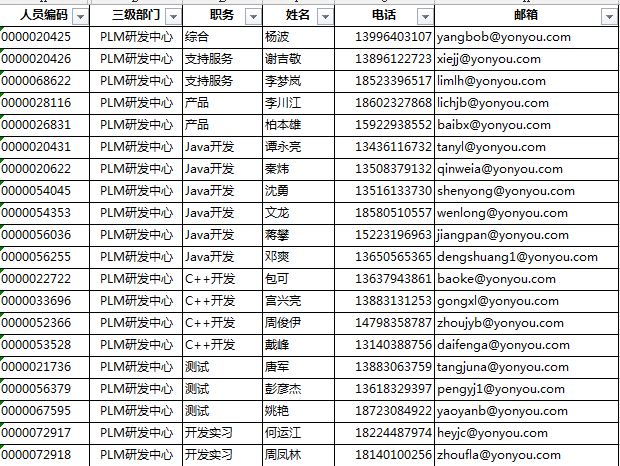 人员编码 三级部门 职务 姓名 电话 邮箱
0000020425 PLM研发中心 综合 杨波 13996403107 yangbob@yonyou.com
0000020426 PLM研发中心 支持服务 谢吉敬 13896122723 xiejj@yonyou.com
0000068622 PLM研发中心 支持服务 李梦岚 18523396517 limlh@yonyou.com
0000028116 PLM研发中心 产品 李川江 18602327868 lichjb@yonyou.com
0000026831 PLM研发中心 产品 柏本雄 15922938552 baibx@yonyou.com
0000020431 PLM研发中心 Java开发 谭永亮 13436116732 tanyl@yonyou.com
0000020622 PLM研发中心 Java开发 秦炜 13508379132 qinweia@yonyou.com
0000054045 PLM研发中心 Java开发 沈勇 13516133730 shenyong@yonyou.com
0000054353 PLM研发中心 Java开发 文龙 18580510557 wenlong@yonyou.com
0000056036 PLM研发中心 Java开发 蒋攀 15223196963 jiangpan@yonyou.com
0000056255 PLM研发中心 Java开发 邓爽 13650565365 dengshuang1@yonyou.com
0000022722 PLM研发中心 C++开发 包可 13637943861 baoke@yonyou.com
0000033696 PLM研发中心 C++开发 宫兴亮 13883131253 gongxl@yonyou.com
0000052366 PLM研发中心 C++开发 周俊伊 14798358787 zhoujyb@yonyou.com
0000053528 PLM研发中心 C++开发 戴峰 13140388756 daifenga@yonyou.com
0000021736 PLM研发中心 测试 唐军 13883063759 tangjuna@yonyou.com
0000056379 PLM研发中心 测试 彭彦杰 13618329397 pengyj1@yonyou.com
0000067595 PLM研发中心 测试 姚艳 18723084922 yaoyanb@yonyou.com
0000072917 PLM研发中心 开发实习 何运江 18224487974 heyjc@yonyou.com
0000072918 PLM研发中心 开发实习 周凤林 18140100256 zhoufla@yonyou.com